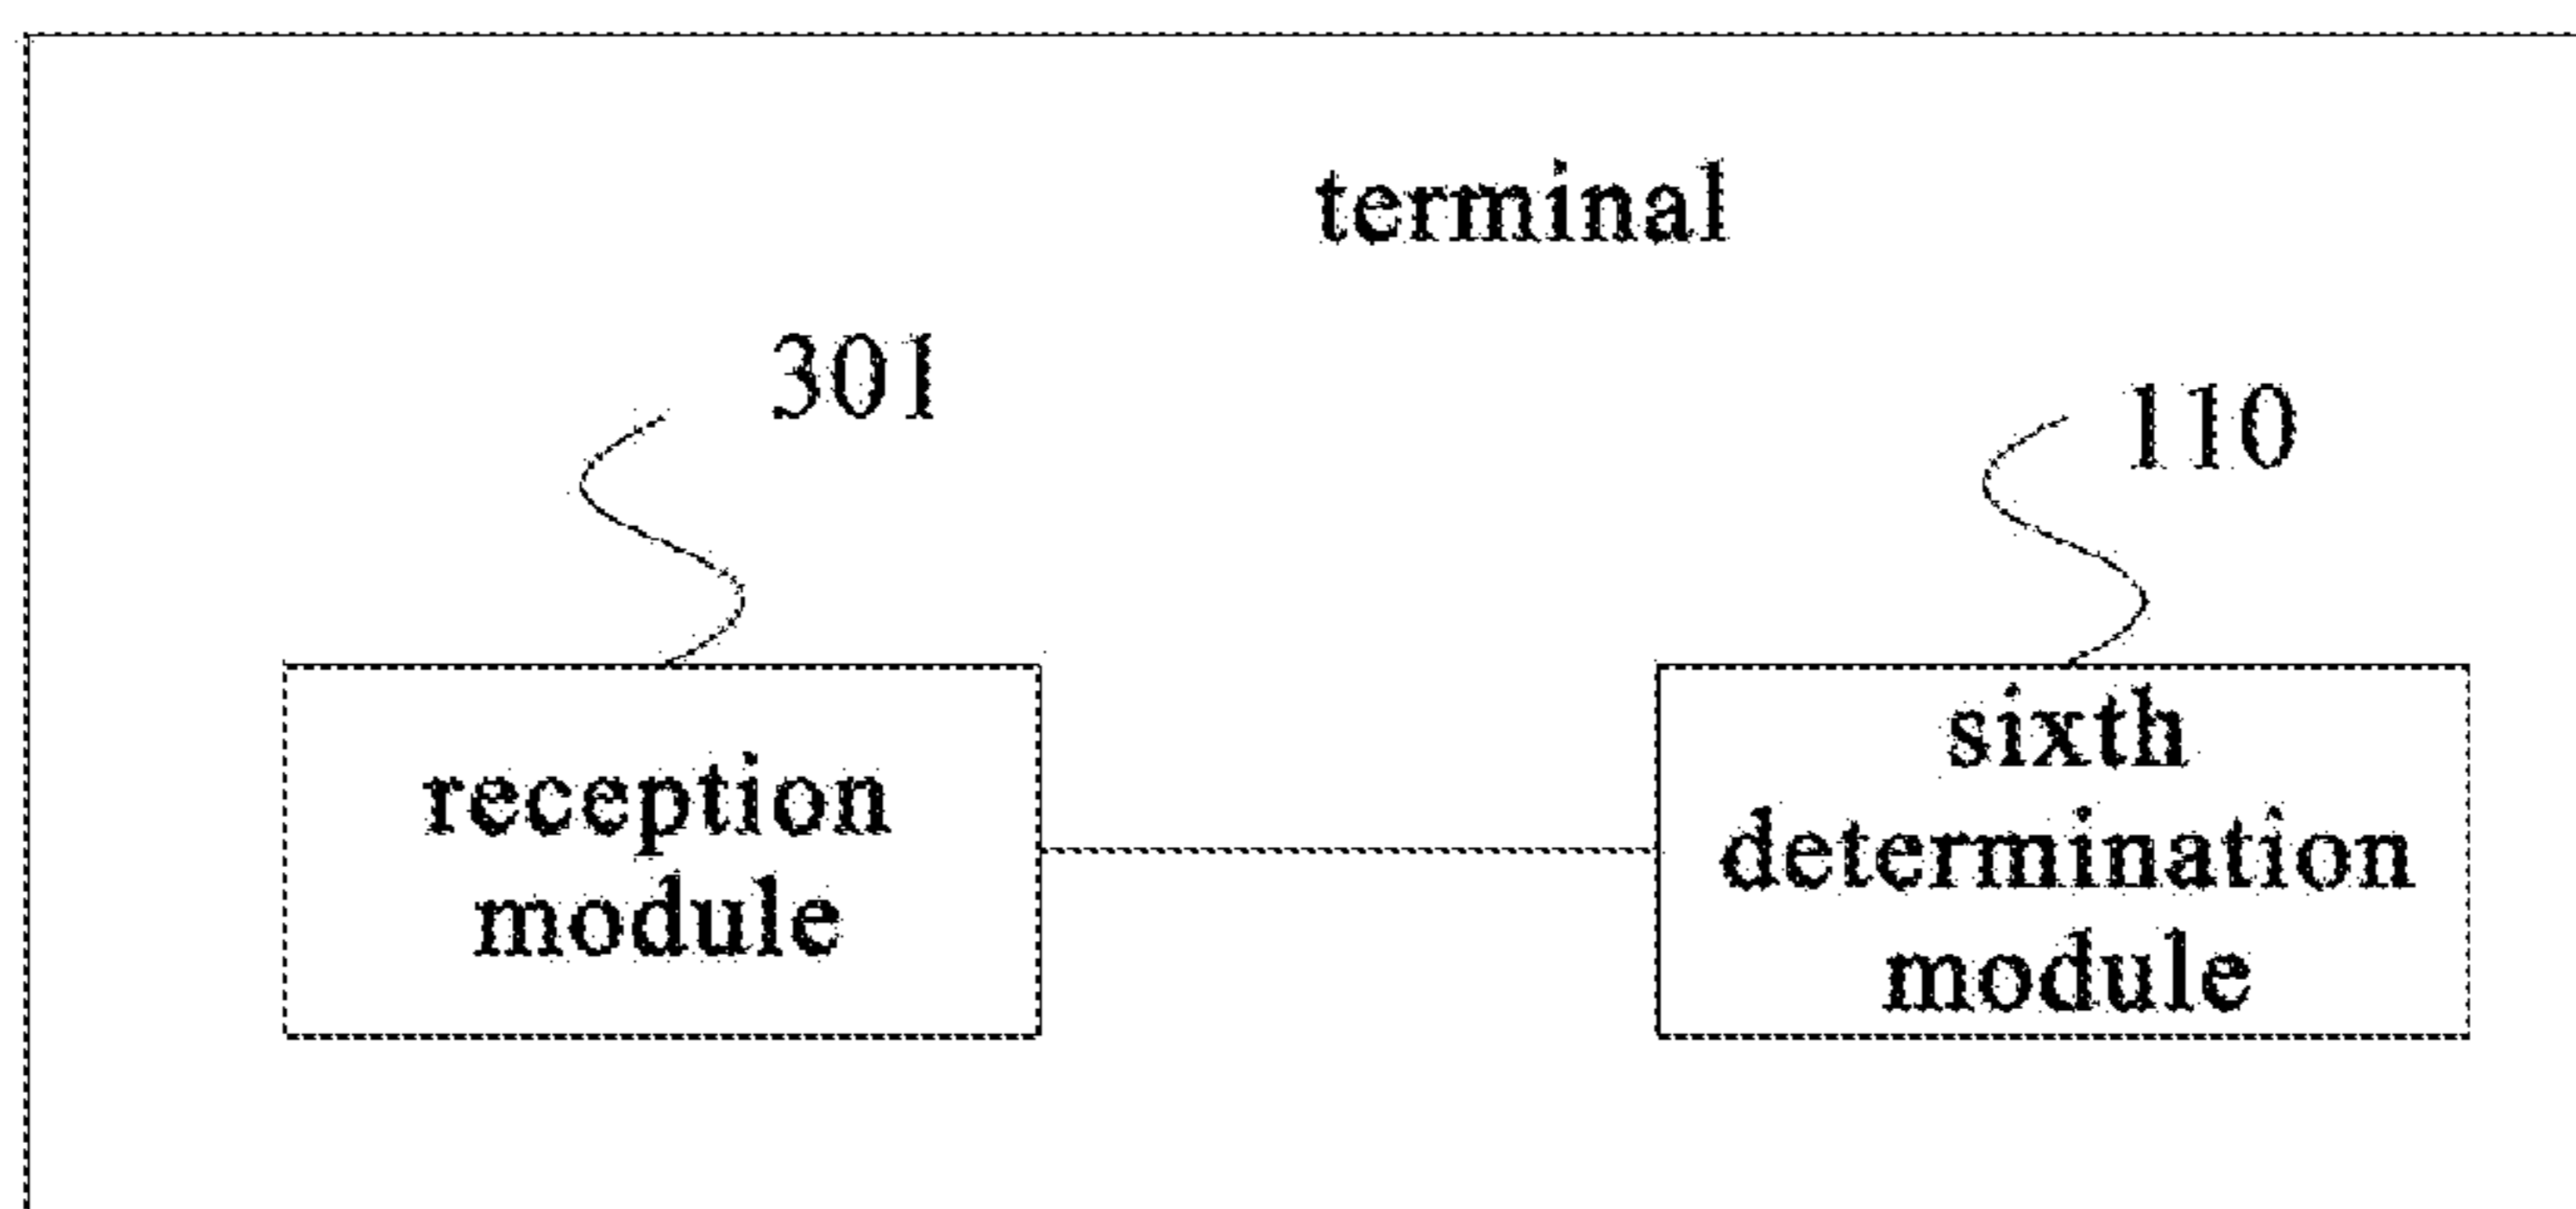 terminal
301
110
reception
module
sixth
determination
module